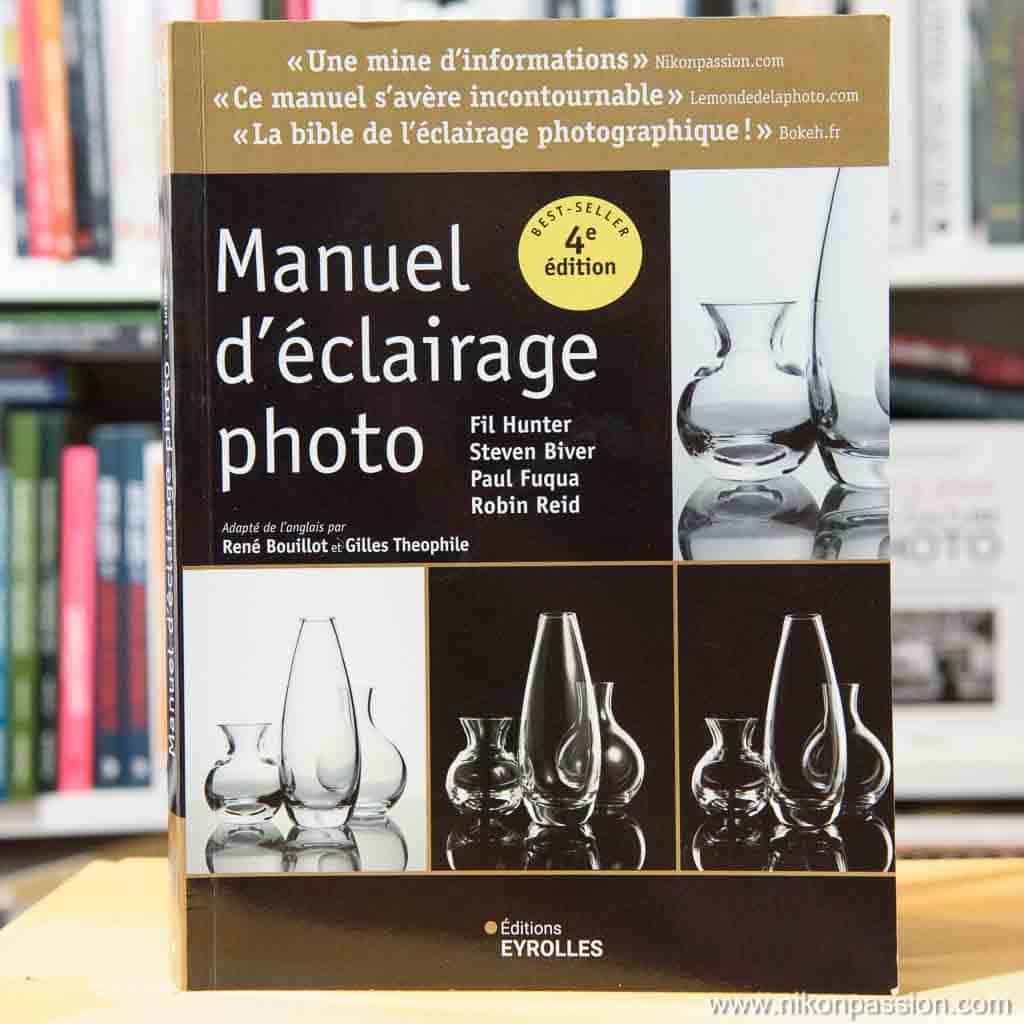 « Une mine d'informations » Nikonpassion.com
« Ce manuel s'avère incontournable » Lemondedelaphoto.com
« La bible de l'éclairage photographique ! » Bokeh.fr
BEST-SELLER
4e
édition
Manuel
d'éclairage
photo
Fil Hunter
Steven Biver
Paul Fuqua
Robin Reid
Adapté de l'anglais par
René Bouillot et Gilles Theophile
Manuel d'éclairage photo
Éditions
EYROLLES
www.nikonpassion.com